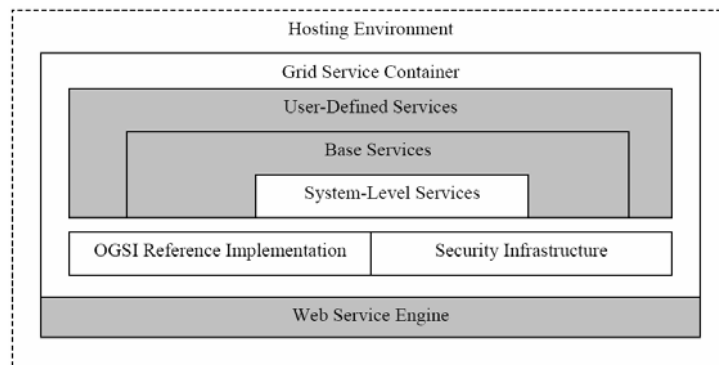 Hosting Environment
Grid Service Container
User-Defined Services
Base Services
System-Level Services
OGSI Reference Implementation
Security Infrastructure
Web Service Engine